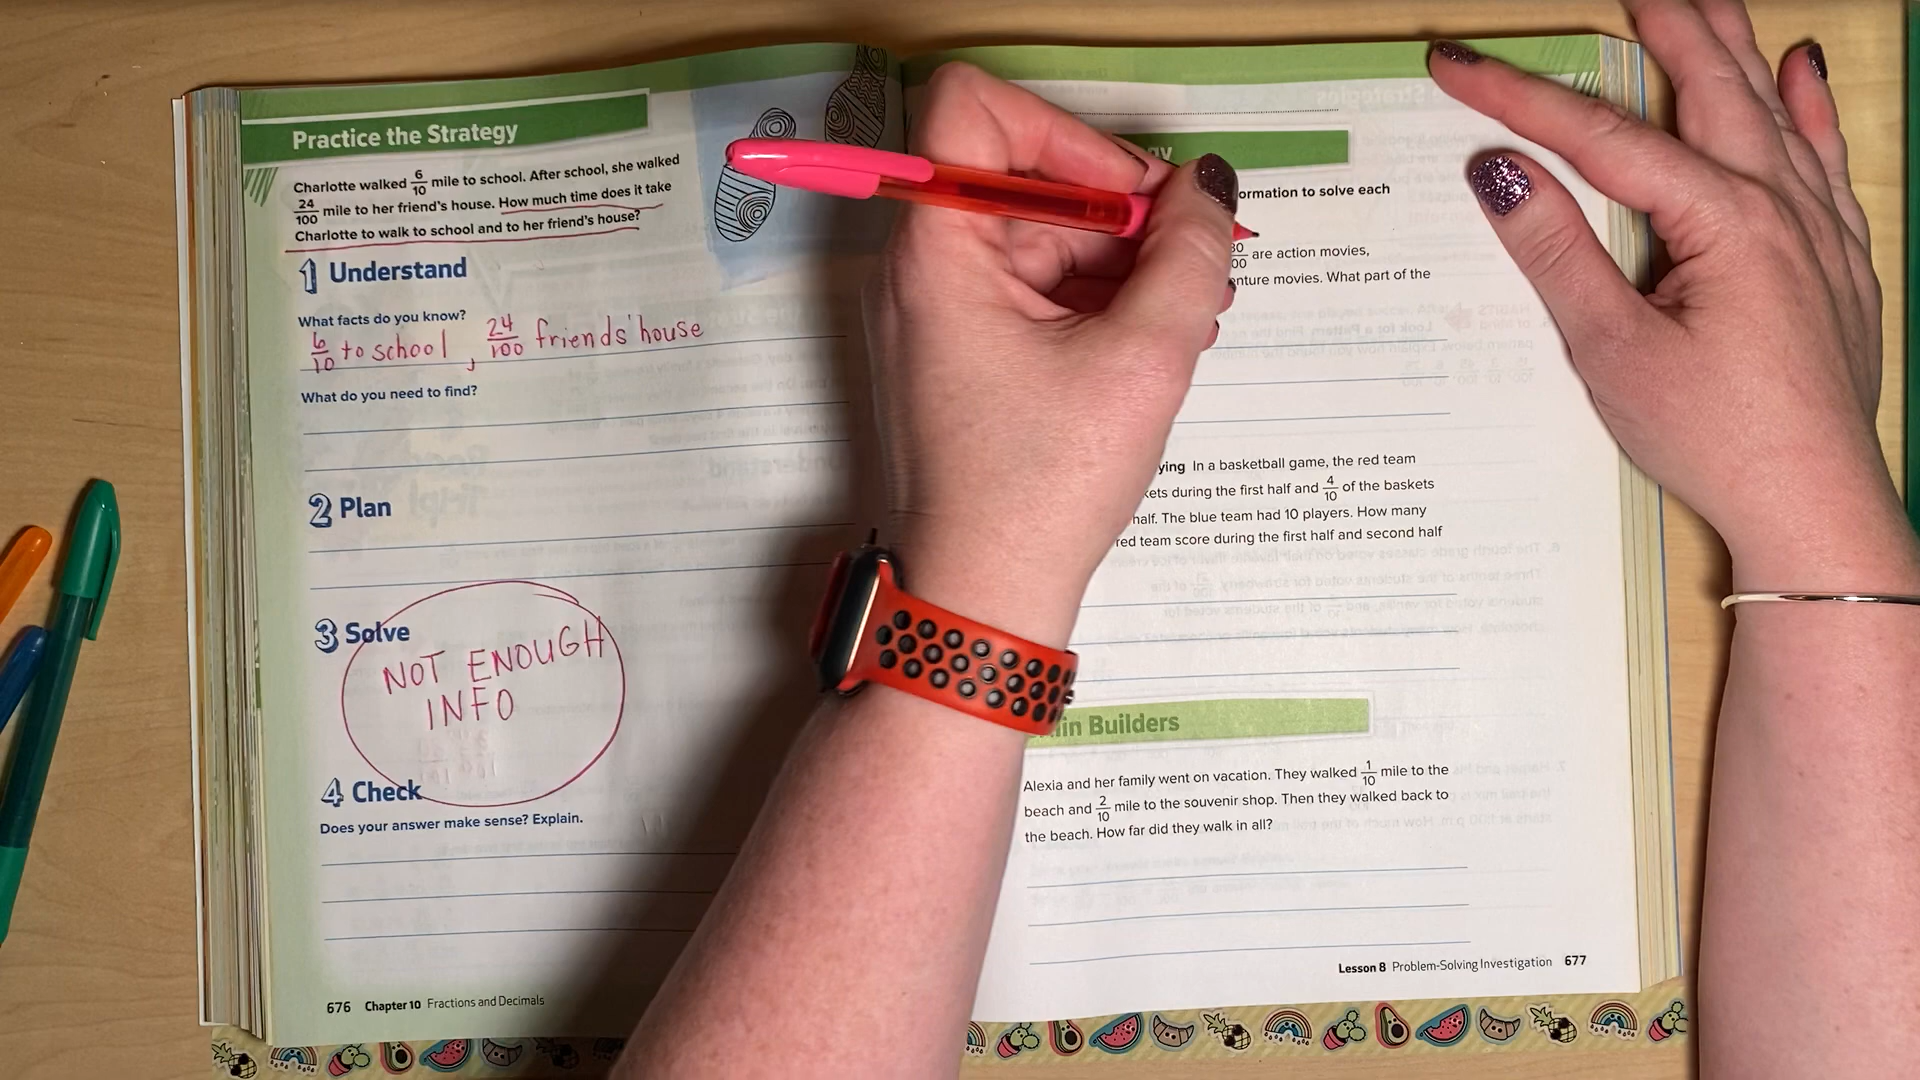 Practice the Strategy
Charlotte walked 6/10 mile to school. After school, she walked
24/100 mile to her friend's house. How much time does it take
Charlotte to walk to school and to her friend's house?
1 Understand
What facts do you know?
6/10 to school, 24/100 friends' house
What do you need to find?
2 Plan
3 Solve
NOT ENOUGH
INFO
4 Check
Does your answer make sense? Explain.
676 Chapter 10 Fractions and Decimals
to solve each
are action movies,
movies. What part of the
In a basketball game, the red team
during the first half and 4/10 of the baskets
half. The blue team had 10 players. How many
red team score during the first half and second half
Builders
Alexia and her family went on vacation. They walked 1/10 mile to the
beach and 2/10 mile to the souvenir shop. Then they walked back to
the beach. How far did they walk in all?
Lesson 8 Problem-Solving Investigation 677